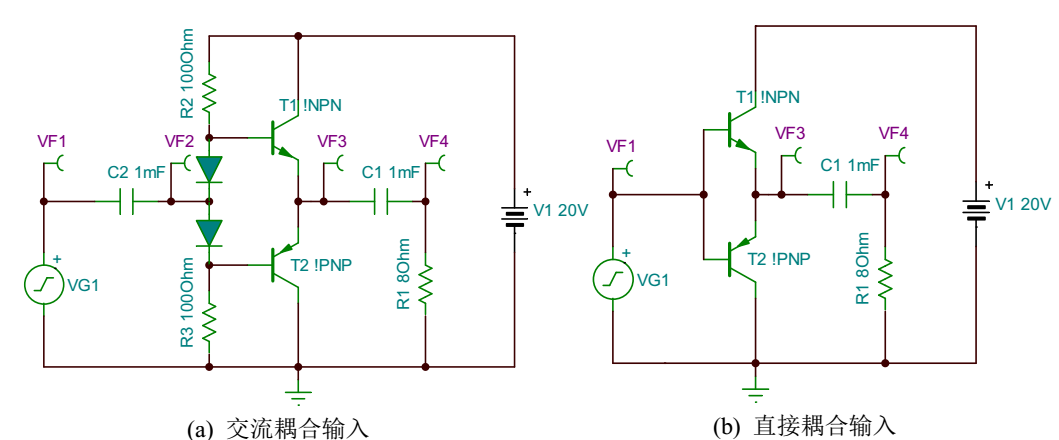 R2 100Ohm
T1 !NPN
VF1
VF2
VF3
VF4
C2 1mF
C1 1mF
V1 20V
VG1
T2 !PNP
R3 100Ohm
R1 8Ohm
(a) 交流耦合输入
T1 !NPN
VF1
VF3
VF4
C1 1mF
V1 20V
VG1
T2 !PNP
R1 8Ohm
(b) 直接耦合输入